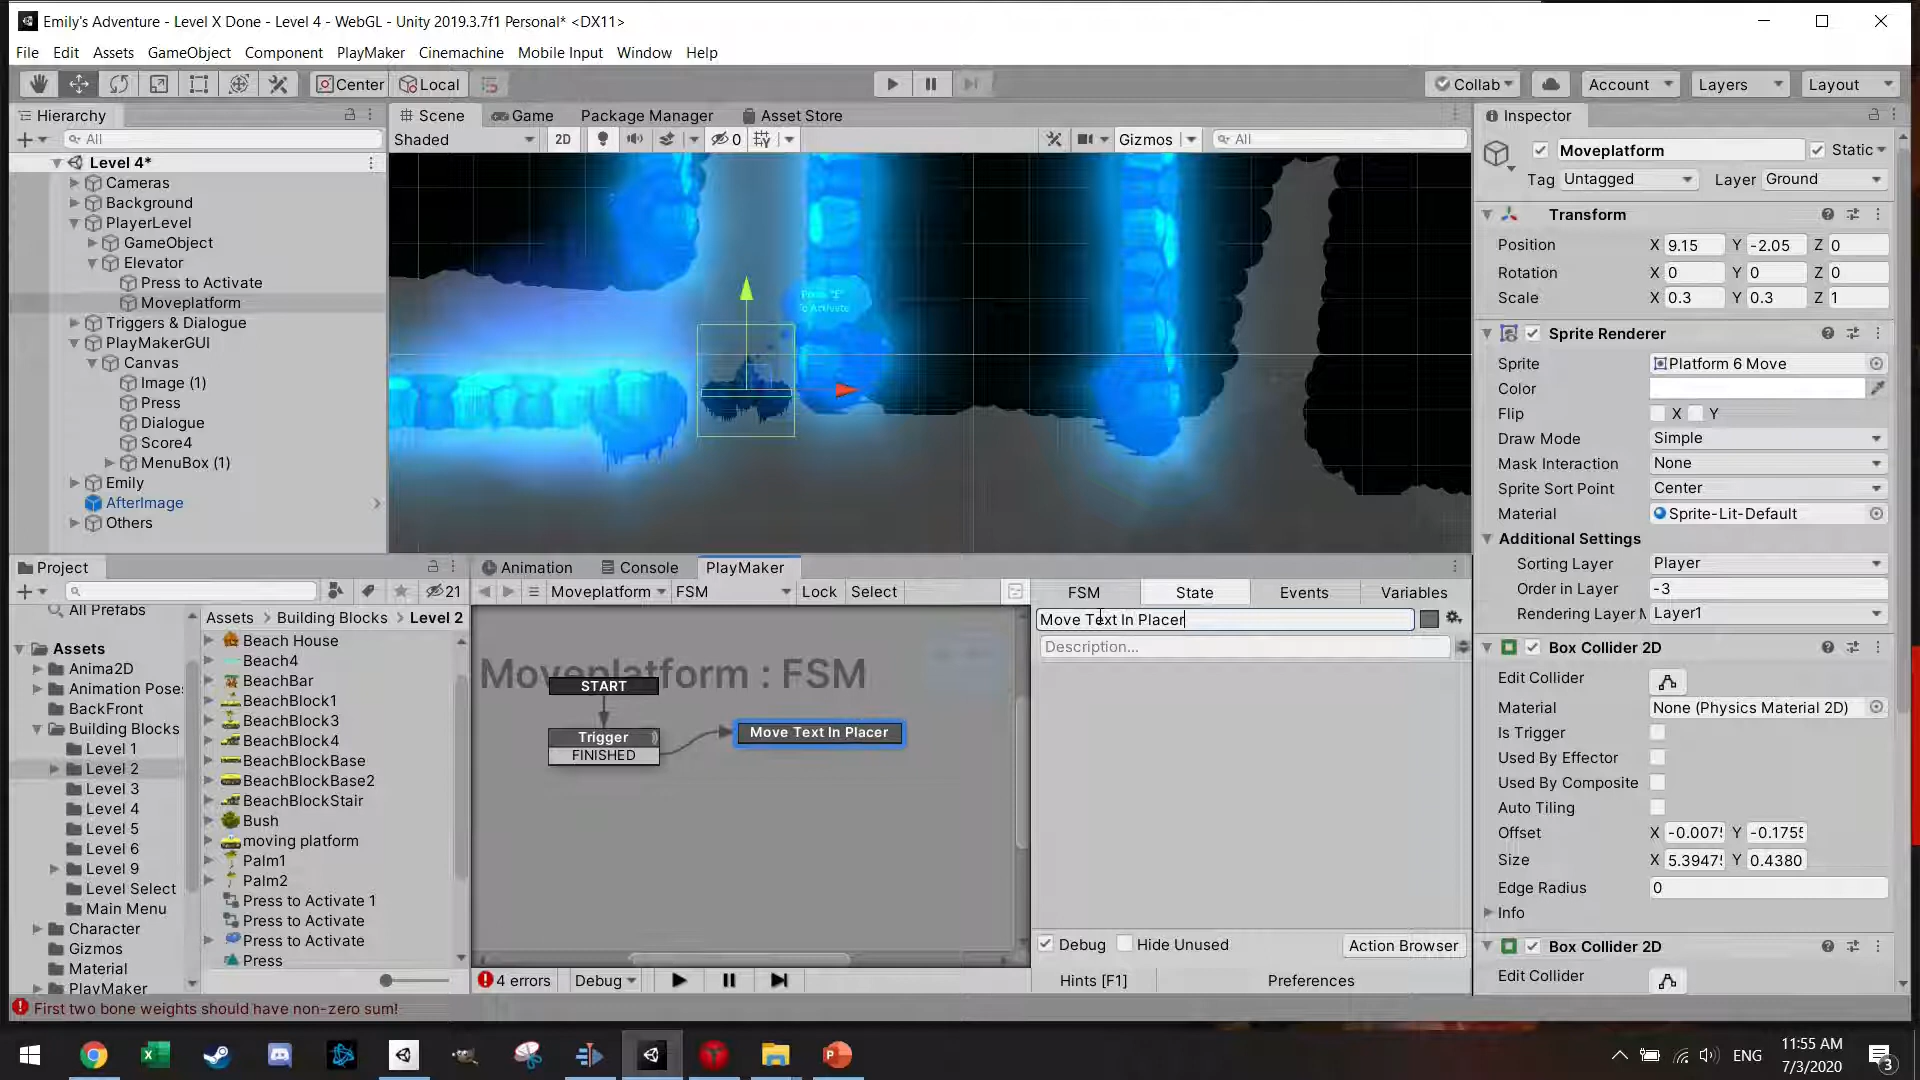 Emily's Adventure - Level X Done - Level 4 - WebGL - Unity 2019.3.7f1 Personal* <DX11>
File Edit Assets GameObject Component PlayMaker Cinemachine Mobile Input Window Help
Center Local Collab Account Layers Layout
Hierarchy
All
Level 4*
Cameras
Background
PlayerLevel
GameObject
Elevator
Press to Activate
Moveplatform
Triggers & Dialogue
PlayMakerGUI
Canvas
Image (1)
Press
Dialogue
Score4
MenuBox (1)
Emily
AfterImage
Others
Scene Game Package Manager Asset Store
Shaded 2D 0 Gizmos All
Press "E"
To Activate
Inspector
Moveplatform Static
Tag Untagged Layer Ground
Transform
Position X 9.15 Y -2.05 Z 0
Rotation X 0 Y 0 Z 0
Scale X 0.3 Y 0.3 Z 1
Sprite Renderer
Sprite Platform 6 Move
Color
Flip X Y
Draw Mode Simple
Mask Interaction None
Sprite Sort Point Center
Material Sprite-Lit-Default
Additional Settings
Sorting Layer Player
Order in Layer -3
Rendering Layer M Layer1
Box Collider 2D
Edit Collider
Material None (Physics Material 2D)
Is Trigger
Used By Effector
Used By Composite
Auto Tiling
Offset X -0.007! Y -0.175!
Size X 5.3947! Y 0.4380
Edge Radius 0
Info
Box Collider 2D
Edit Collider
Project
21
All Prefabs
Assets
Anima2D
Animation Pose:
BackFront
Building Blocks
Level 1
Level 2
Level 3
Level 4
Level 5
Level 6
Level 9
Level Select
Main Menu
Character
Gizmos
Material
PlayMaker
Assets > Building Blocks > Level 2
Beach House
Beach4
BeachBar
BeachBlock1
BeachBlock3
BeachBlock4
BeachBlockBase
BeachBlockBase2
BeachBlockStair
Bush
moving platform
Palm1
Palm2
Press to Activate 1
Press to Activate
Press to Activate
Press
Animation Console PlayMaker
Moveplatform FSM Lock Select
Moveplatform : FSM
START
Trigger
FINISHED
Move Text In Placer
FSM State Events Variables
Move Text In Placer
Description...
Debug Hide Unused Action Browser
4 errors Debug Hints [F1] Preferences
First two bone weights should have non-zero sum!
ENG
11:55 AM
7/3/2020
3